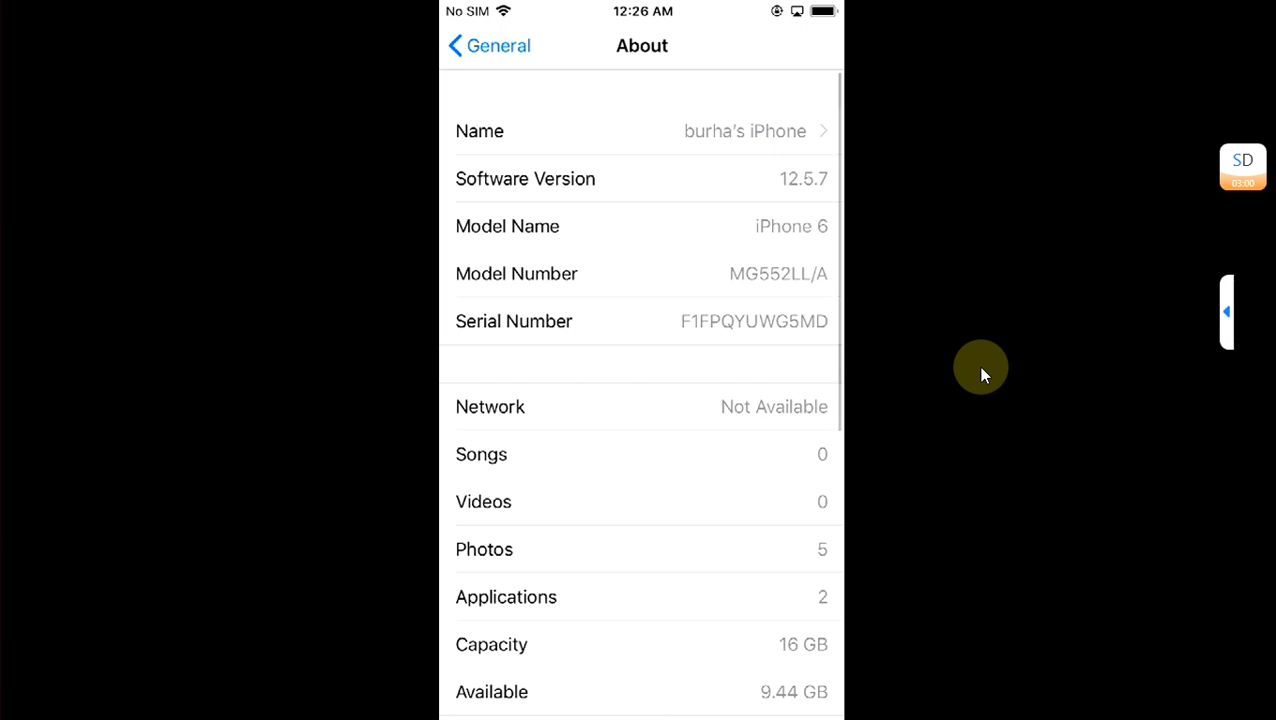 No SIM 12:26 AM
General About
Name burha's iPhone
Software Version 12.5.7
Model Name iPhone 6
Model Number MG552LL/A
Serial Number F1FPQYUWG5MD
Network Not Available
Songs 0
Videos 0
Photos 5
Applications 2
Capacity 16 GB
Available 9.44 GB
SD
03:00